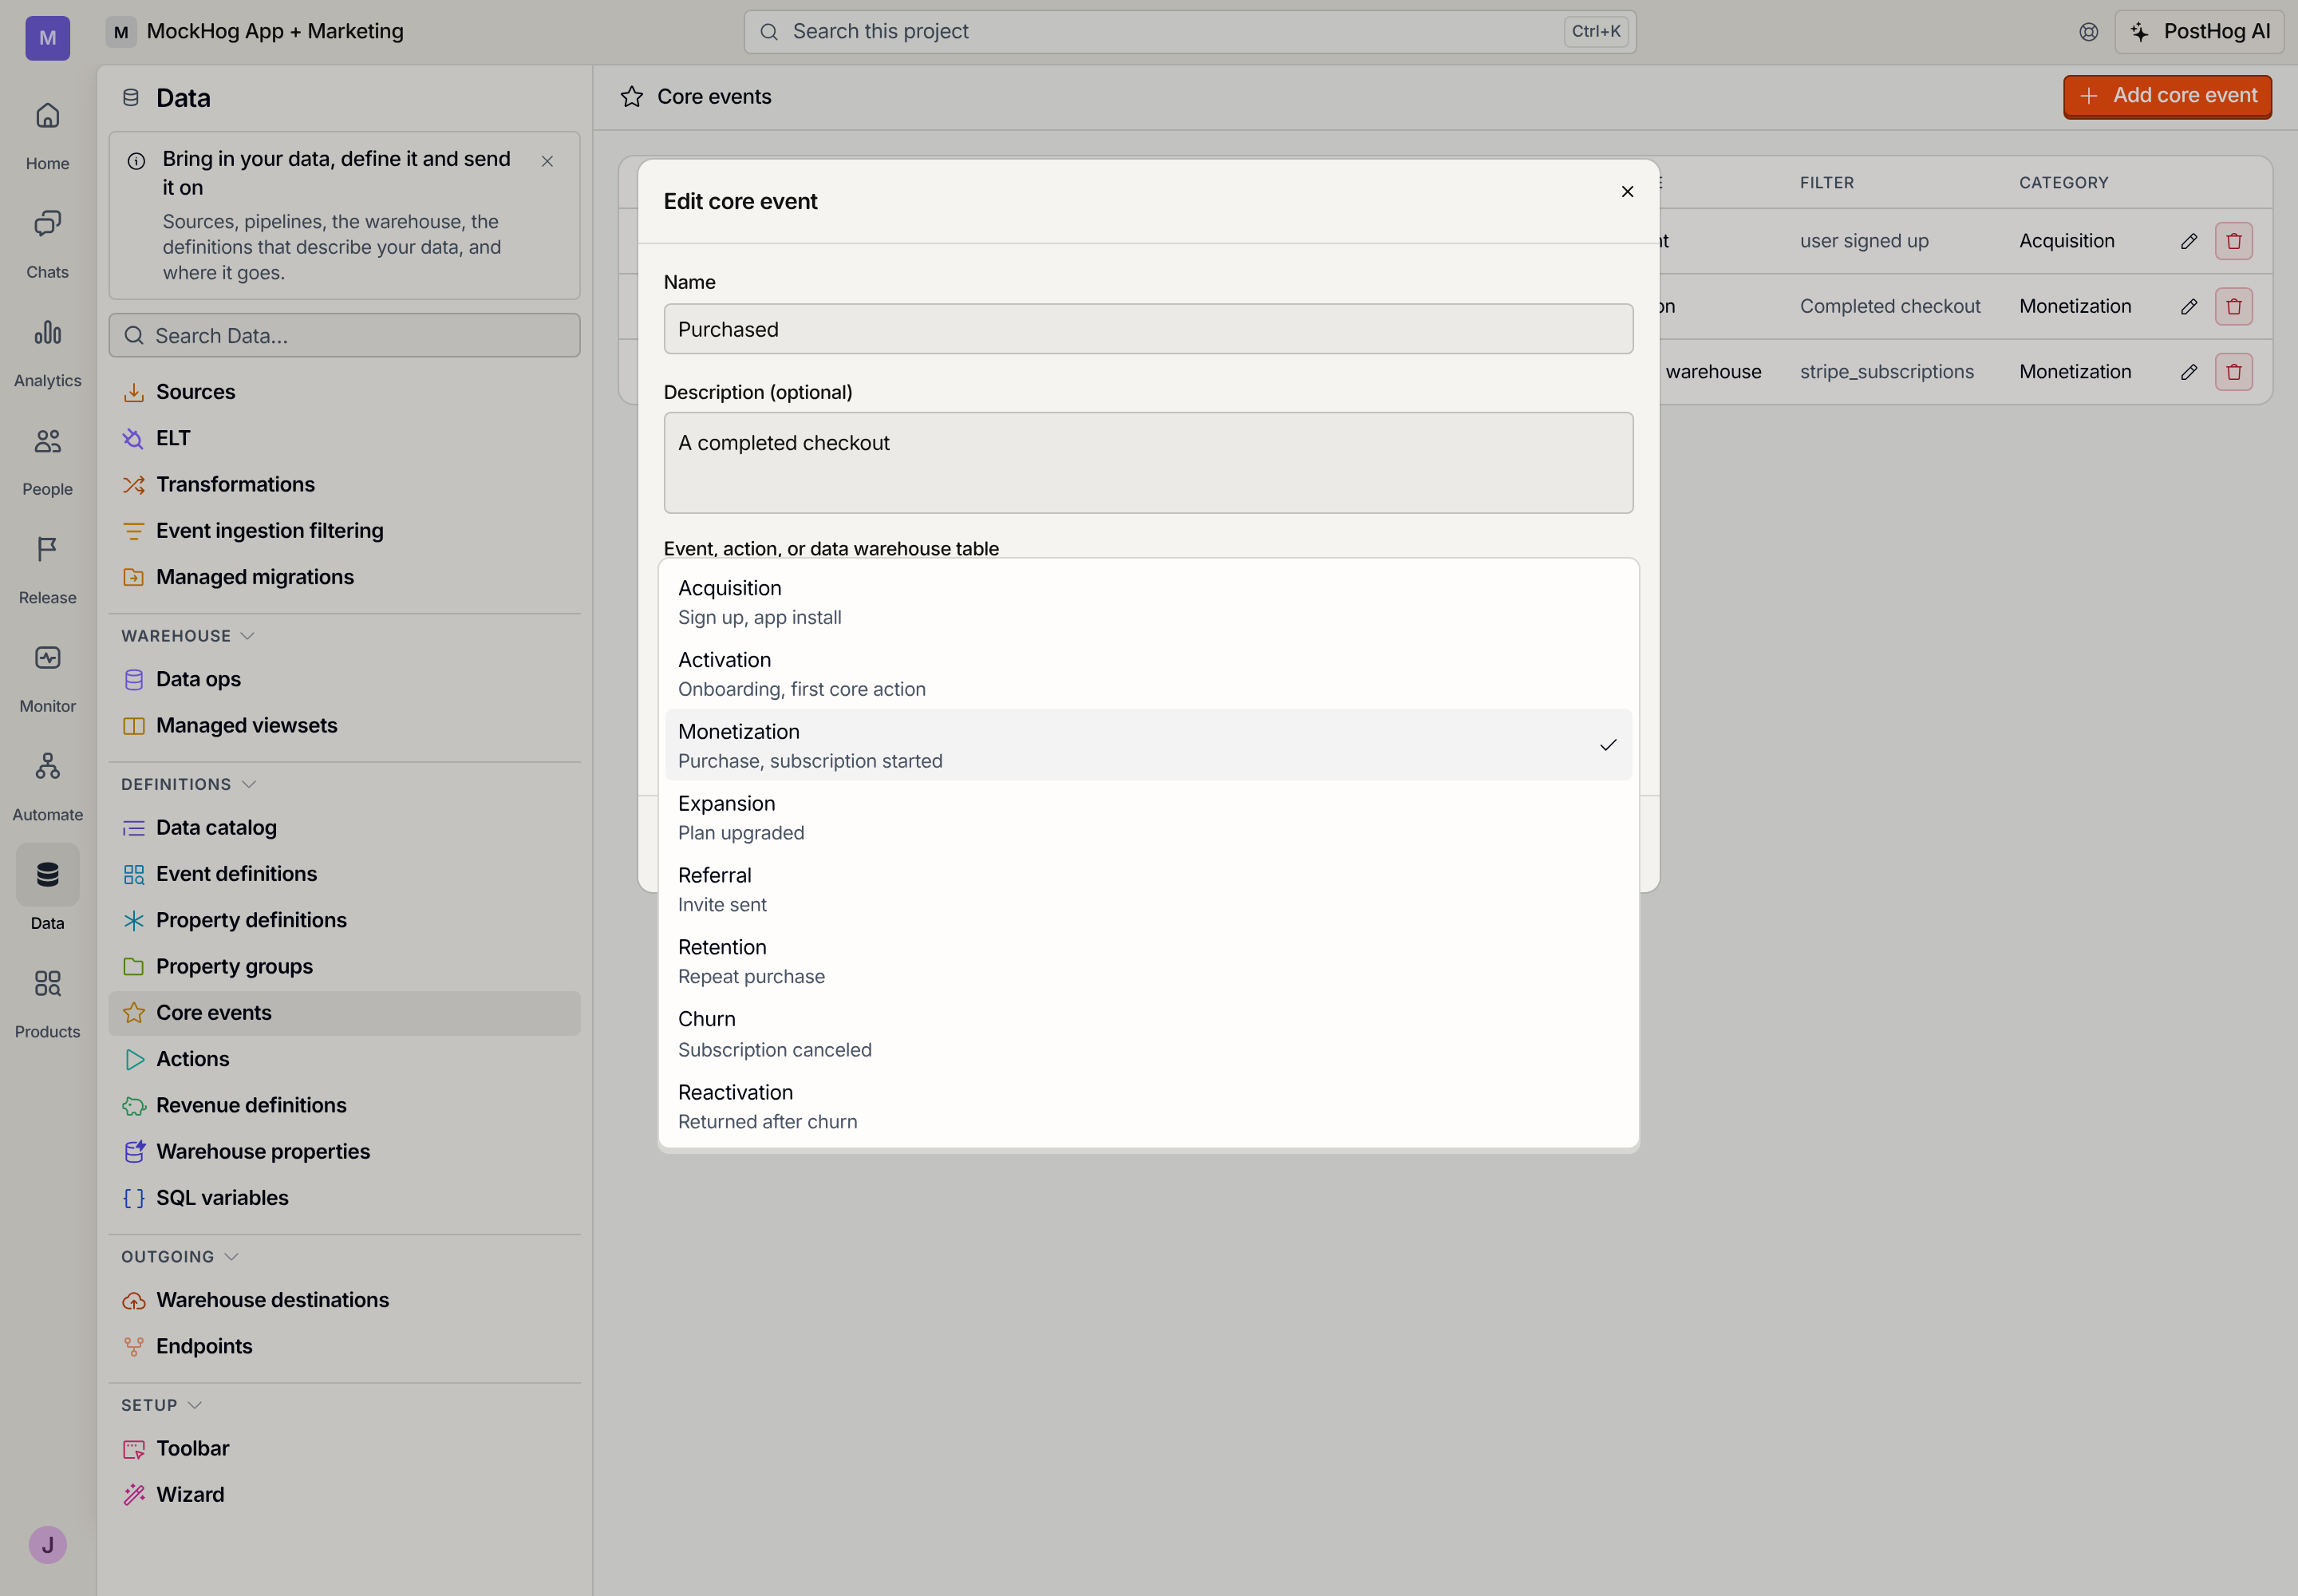 M
M MockHog App + Marketing
Search this project
Ctrl+K
PostHog AI
Home
Chats
Analytics
People
Release
Monitor
Automate
Data
Products
J
Data
Bring in your data, define it and send
it on
Sources, pipelines, the warehouse, the
definitions that describe your data, and
where it goes.
Search Data...
Sources
ELT
Transformations
Event ingestion filtering
Managed migrations
WAREHOUSE
Data ops
Managed viewsets
DEFINITIONS
Data catalog
Event definitions
Property definitions
Property groups
Core events
Actions
Revenue definitions
Warehouse properties
SQL variables
OUTGOING
Warehouse destinations
Endpoints
SETUP
Toolbar
Wizard
Core events
Add core event
FILTER
CATEGORY
user signed up
Acquisition
Completed checkout
Monetization
warehouse
stripe_subscriptions
Monetization
Edit core event
Name
Purchased
Description (optional)
A completed checkout
Event, action, or data warehouse table
Acquisition
Sign up, app install
Activation
Onboarding, first core action
Monetization
Purchase, subscription started
Expansion
Plan upgraded
Referral
Invite sent
Retention
Repeat purchase
Churn
Subscription canceled
Reactivation
Returned after churn